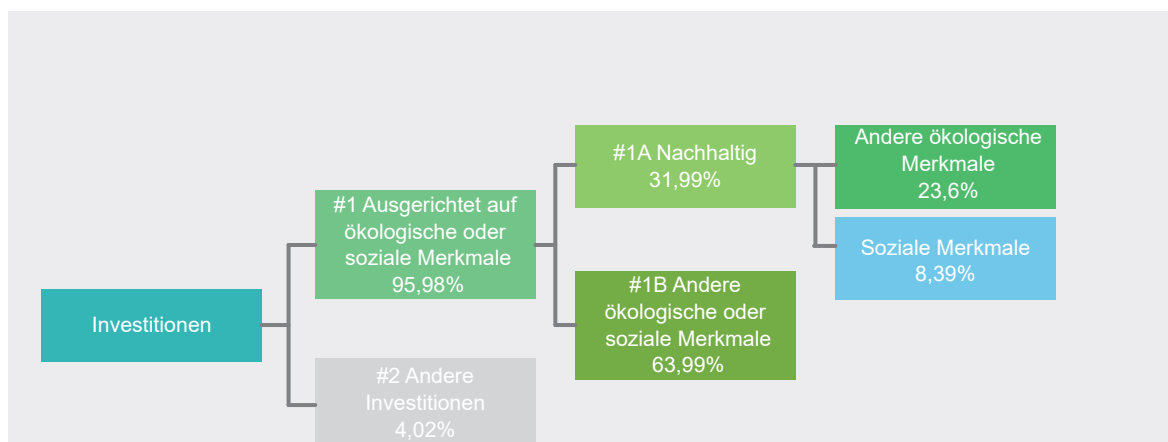 Investitionen
#1 Ausgerichtet auf
ökologische oder
soziale Merkmale
95,98%
#2 Andere
Investitionen
4,02%
#1A Nachhaltig
31,99%
#1B Andere
ökologische oder
soziale Merkmale
63,99%
Andere ökologische
Merkmale
23,6%
Soziale Merkmale
8,39%